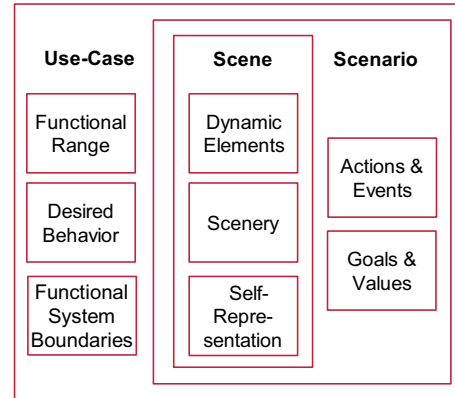 Use-Case
Scene
Scenario
Functional
Range
Desired
Behavior
Functional
System
Boundaries
Dynamic
Elements
Scenery
Self-
Repre-
sentation
Actions &
Events
Goals &
Values